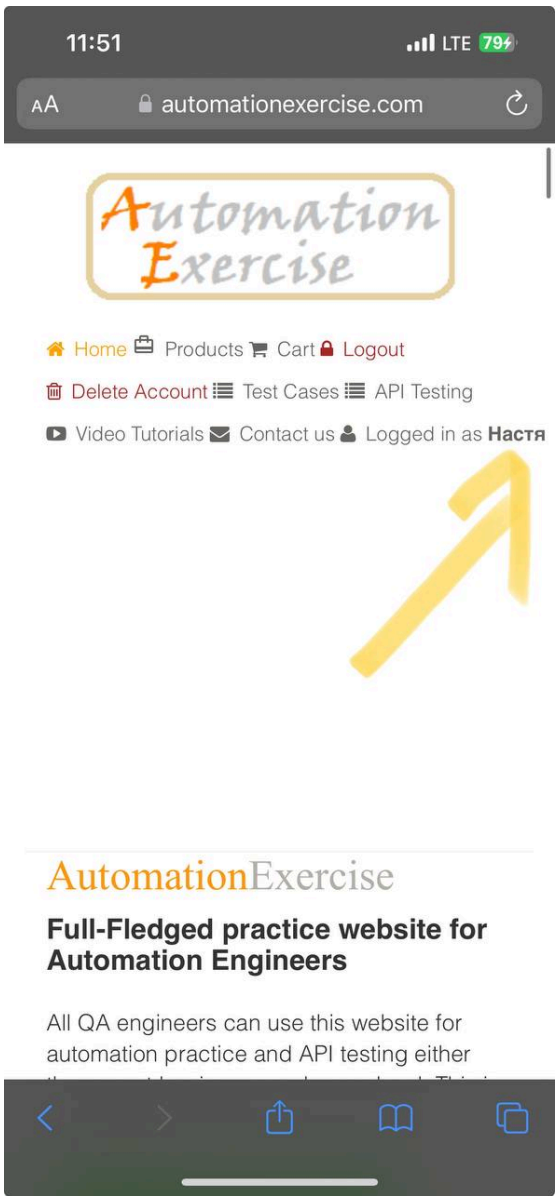 11:51 LTE 79
AA automationexercise.com
Automation
Exercise
Home Products Cart Logout
Delete Account Test Cases API Testing
Video Tutorials Contact us Logged in as Настя
AutomationExercise
Full-Fledged practice website for
Automation Engineers
All QA engineers can use this website for
automation practice and API testing either